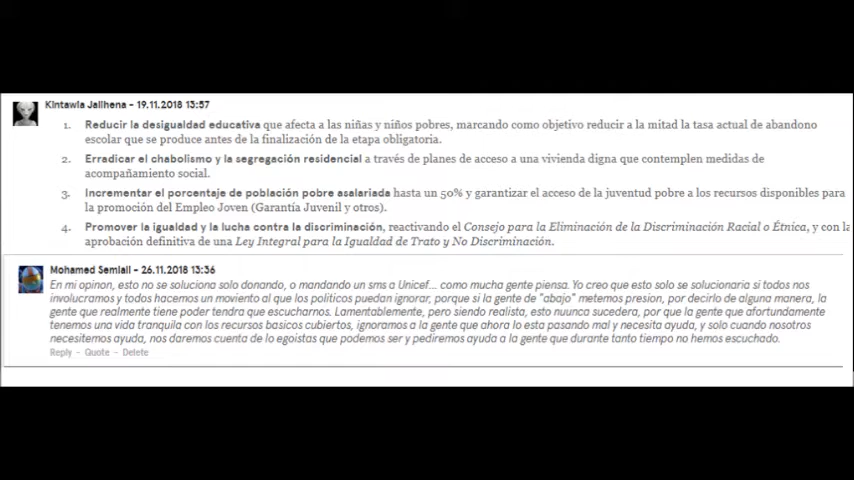 Kintawla Jallhena - 19.11.2018 13:57
1. Reducir la desigualdad educativa que afecta a las niñas y niños pobres, marcando como objetivo reducir a la mitad la tasa actual de abandono
escolar que se produce antes de la finalización de la etapa obligatoria.
2. Erradicar el chabolismo y la segregación residencial a través de planes de acceso a una vivienda digna que contemplen medidas de
acompañamiento social.
3. Incrementar el porcetaje de población pobre asalariada hasta un 50% y garantizar el acceso de la juventud pobre a los recursos disponibles para
la promoción del Empleo Joven (Garantía Juvenil y otros).
4. Promover la igualdad y la lucha contra la discriminación, reactivando el Consejo para la Eliminación de la Discriminación Racial o Étnica, y con la
aprobación definitiva de una Ley Integral para la Igualdad de Trato y No Discriminación.
Mohamed Semlali - 26.11.2018 13:36
En mi opinon, esto no se soluciona solo donando, o mandando un sms a Unicef... como mucha gente piensa. Yo creo que esto solo se solucionaria si todos nos
involucramos y todos hacemos un moviento al que los politicos puedan ignorar, porque si la gente de "abajo" metemos presion, por decirlo de alguna manera, la
gente que realmente tiene poder tendra que escucharnos. Lamentablemente, pero siendo realista, esto nuunca sucedera, por que la gente que afortundamente
tenemos una vida tranquila con los recursos basicos cubiertos, ignoramos a la gente que ahora lo esta pasando mal y necesita ayuda, y solo cuando nosotros
necesitemos ayuda, nos daremos cuenta de lo egoistas que podemos ser y pediremos ayuda a la gente que durante tanto tiempo no hemos escuchado.
Reply - Quote - Delete